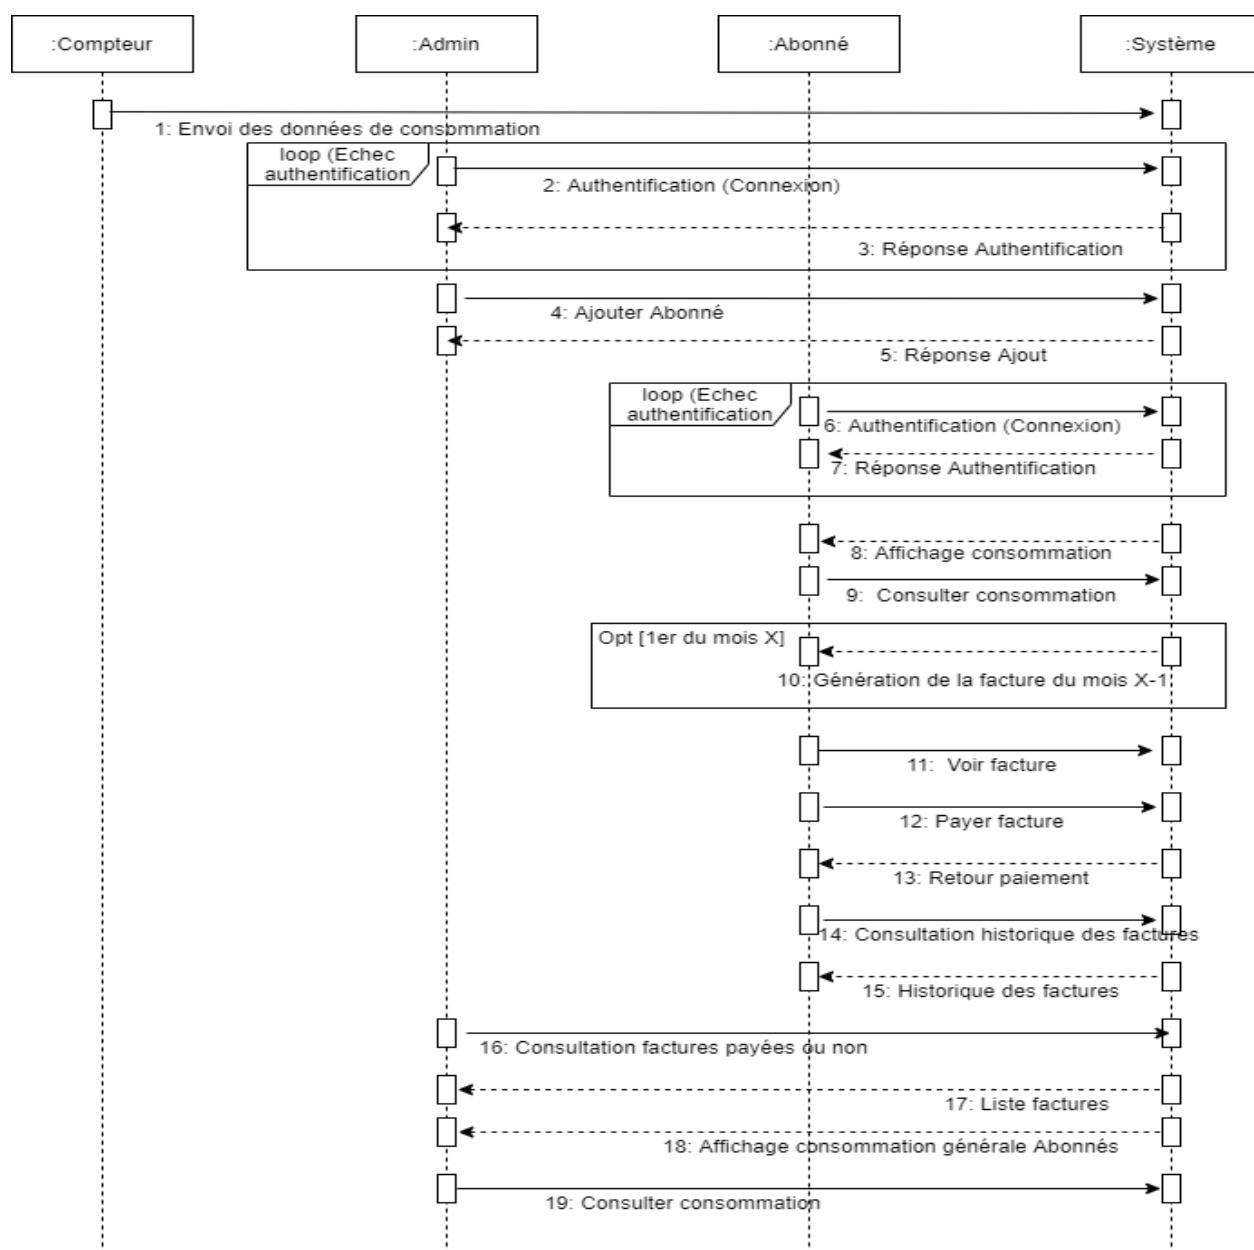 :Compteur
:Admin
:Abonné
:Système
1: Envoi des données de consommation
loop (Echec
authentification
2: Authentification (Connexion)
3: Réponse Authentification
4: Ajouter Abonné
5: Réponse Ajout
loop (Echec
authentification
6: Authentification (Connexion)
7: Réponse Authentification
8: Affichage consommation
9: Consulter consommation
Opt [1er du mois X]
10: Génération de la facture du mois X-1
11: Voir facture
12: Payer facture
13: Retour paiement
14: Consultation historique des factures
15: Historique des factures
16: Consultation factures payées ou non
17: Liste factures
18: Affichage consommation générale Abonnés
19: Consulter consommation